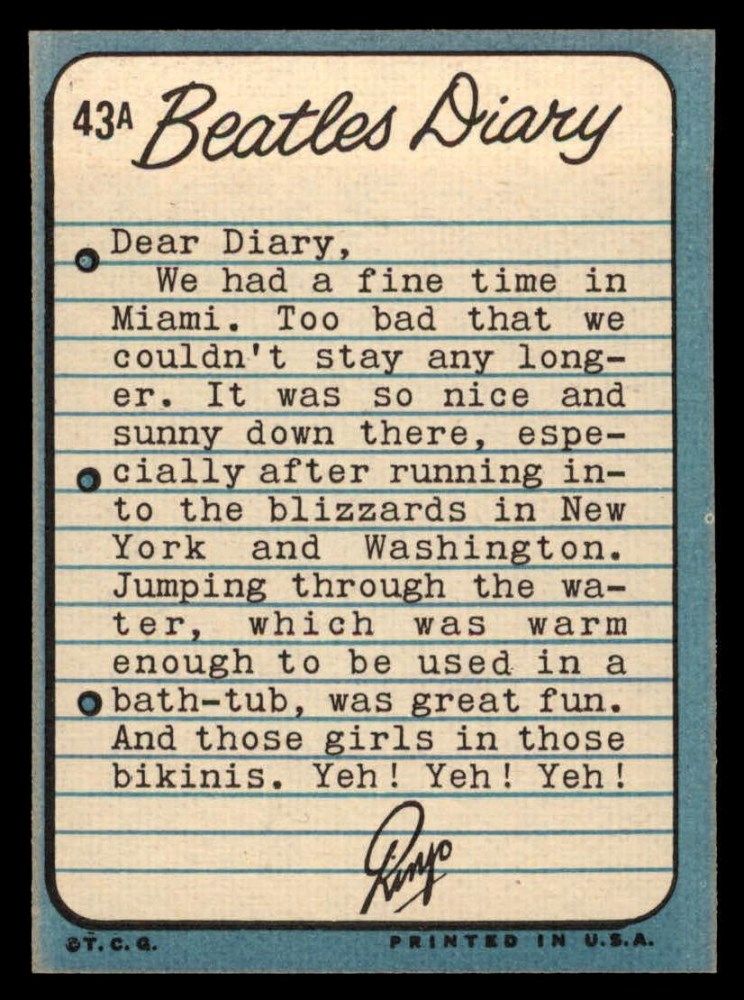 43A Beatles Diary
Dear Diary,
We had a fine time in
Miami. Too bad that we
couldn't stay any long-
er. It was so nice and
sunny down there, espe-
cially after running in-
to the blizzards in New
York and Washington.
Jumping through the wa-
ter, which was warm
enough to be used in a
bath-tub, was great fun.
And those girls in those
bikinis. Yeh! Yeh! Yeh!
Ringo
©T.C.G.
PRINTED IN U.S.A.